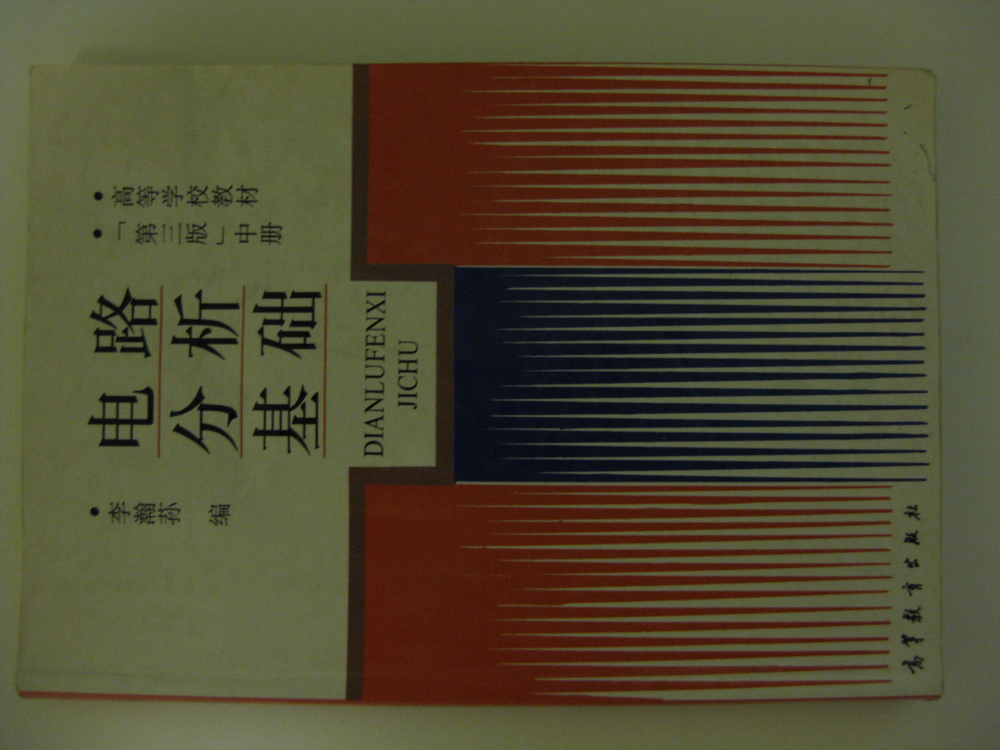 • 高等学校教材
• 「第三版」中册
电路
分析
基础
DIANLUFENXI
JICHU
• 李瀚荪 编
高等教育出版社